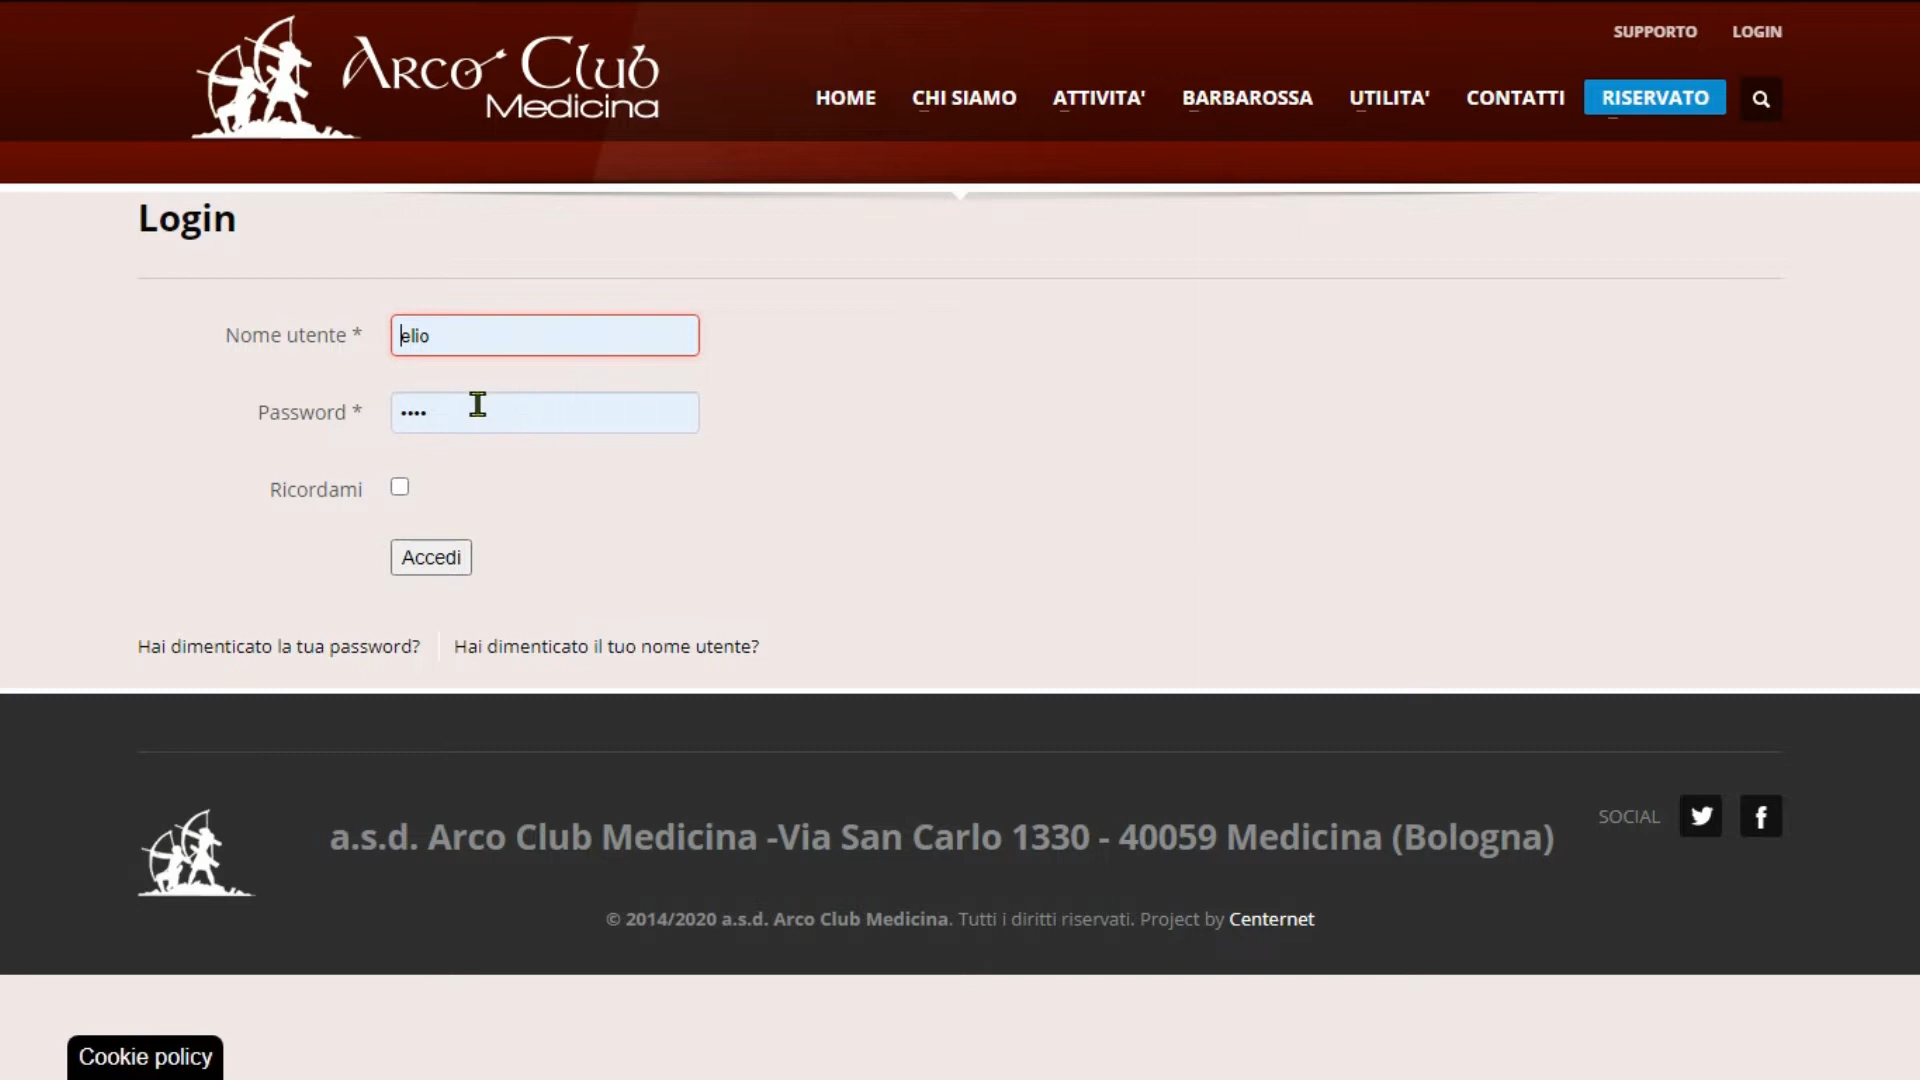 SUPPORTO LOGIN
Arco Club
Medicina
HOME CHI SIAMO ATTIVITA' BARBAROSSA UTILITA' CONTATTI RISERVATO
Login
Nome utente * elio
Password * ••••
Ricordami
Accedi
Hai dimenticato la tua password? Hai dimenticato il tuo nome utente?
a.s.d. Arco Club Medicina -Via San Carlo 1330 - 40059 Medicina (Bologna)
SOCIAL
© 2014/2020 a.s.d. Arco Club Medicina. Tutti i diritti riservati. Project by Centernet
Cookie policy